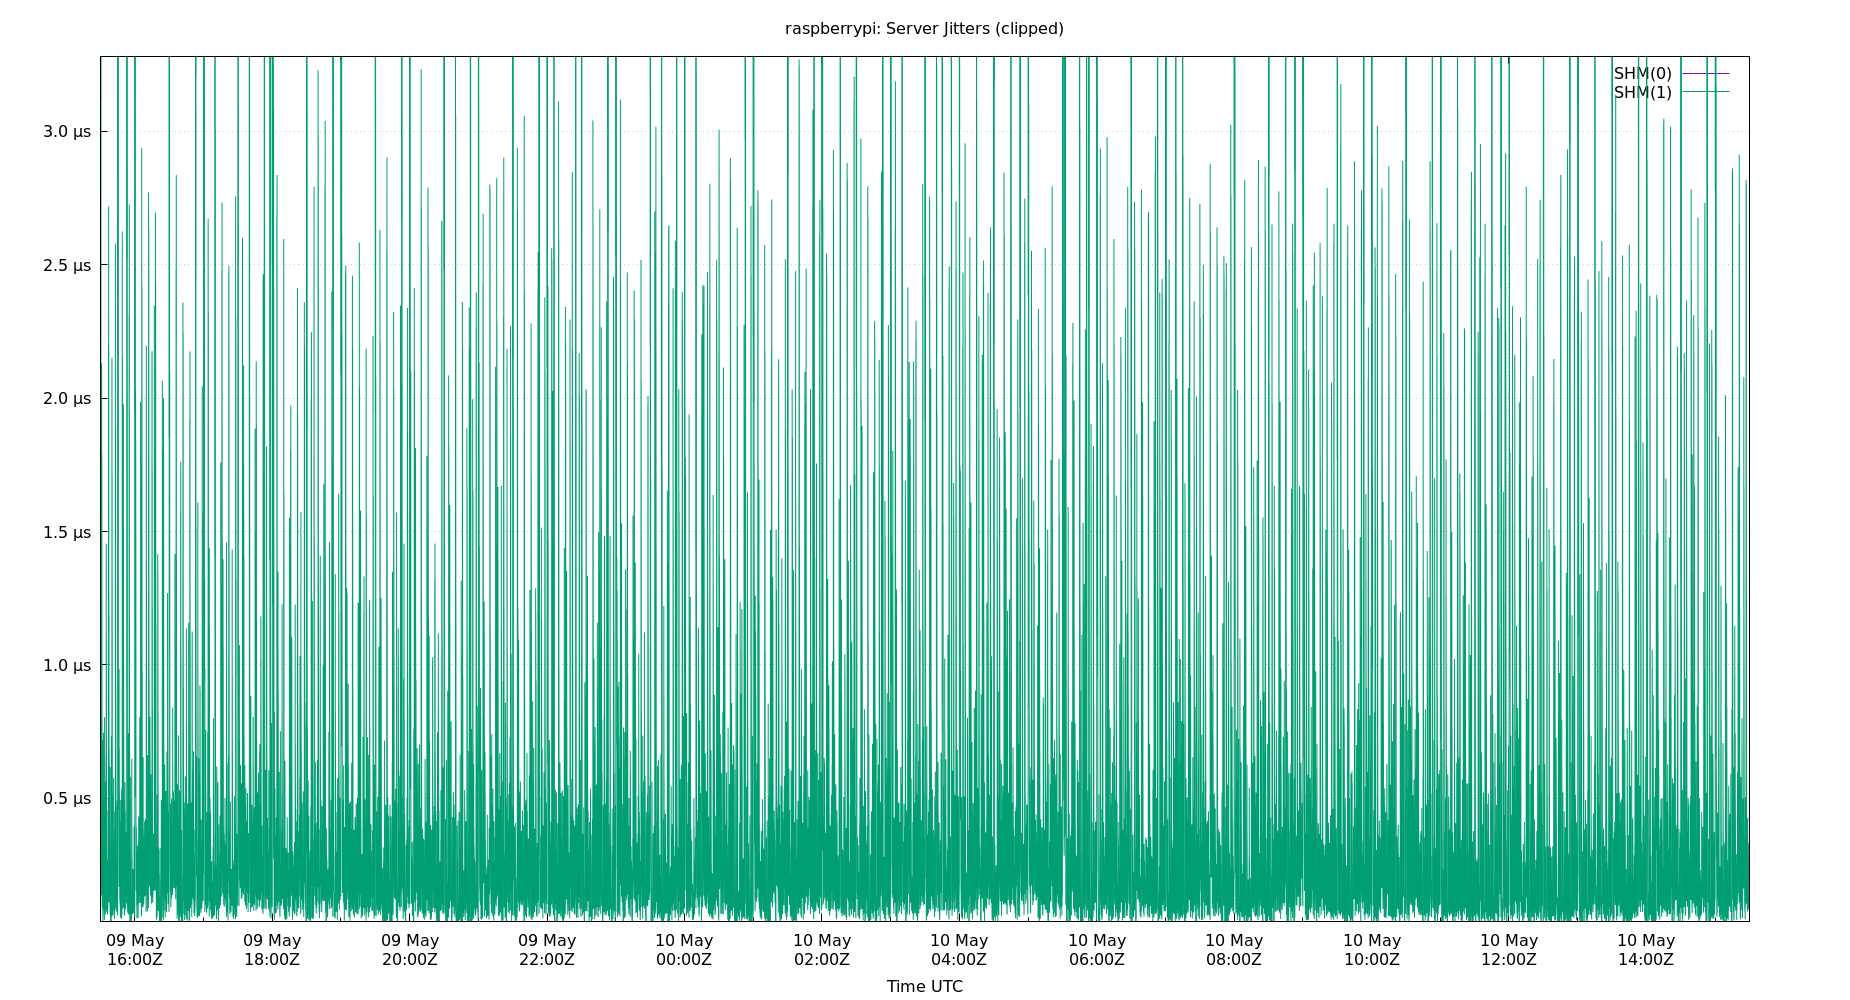 raspberrypi: Server Jitters (clipped)
SHM(0)
SHM(1)
3.0 µs
2.5 µs
2.0 µs
1.5 µs
1.0 µs
0.5 µs
09 May 09 May 09 May 09 May 10 May 10 May 10 May 10 May 10 May 10 May 10 May 10 May
16:00Z 18:00Z 20:00Z 22:00Z 00:00Z 02:00Z 04:00Z 06:00Z 08:00Z 10:00Z 12:00Z 14:00Z
Time UTC